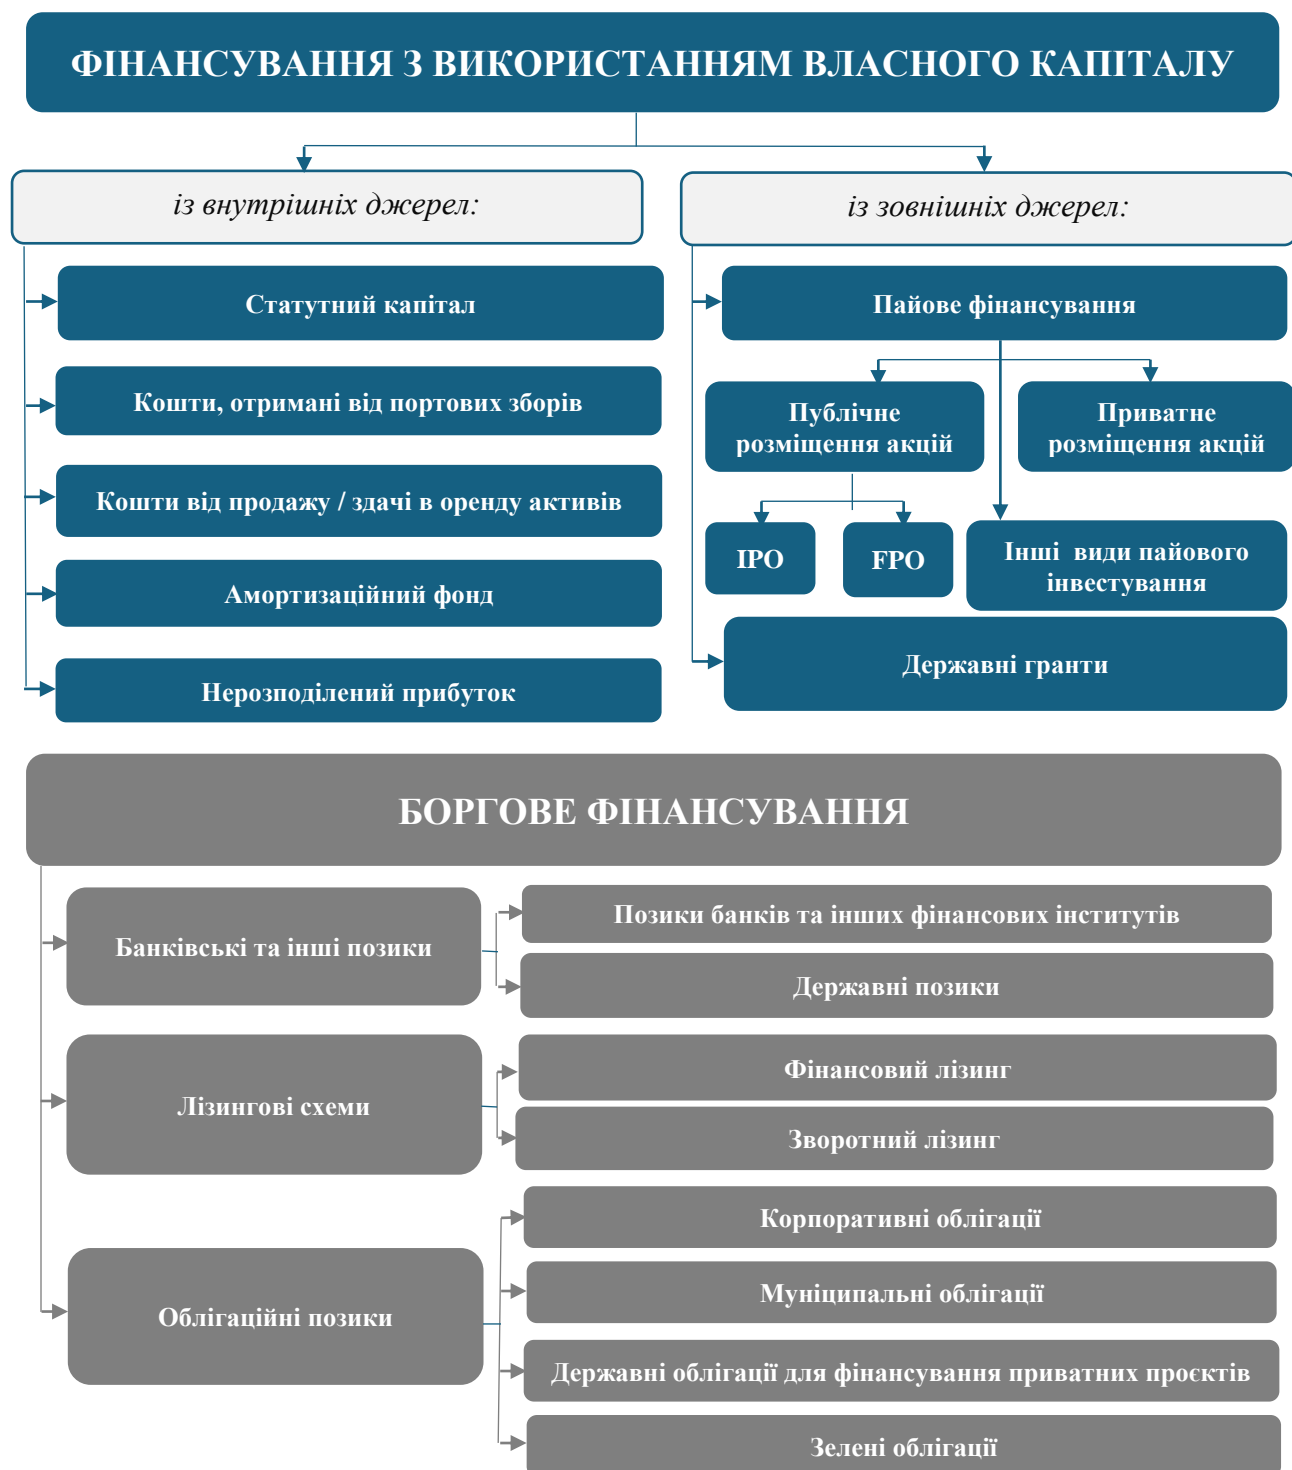 ФІНАНСУВАННЯ З ВИКОРИСТАННЯМ ВЛАСНОГО КАПІТАЛУ
із внутрішніх джерел:
Статутний капітал
Кошти, отримані від портових зборів
Кошти від продажу / здачі в оренду активів
Амортизаційний фонд
Нерозподілений прибуток
із зовнішніх джерел:
Пайове фінансування
Публічне
розміщення акцій
Приватне
розміщення акцій
IPO
FPO
Інші види пайового
інвестування
Державні гранти
БОРГОВЕ ФІНАНСУВАННЯ
Банківські та інші позики
Позики банків та інших фінансових інститутів
Державні позики
Лізингові схеми
Фінансовий лізинг
Зворотний лізинг
Облігаційні позики
Корпоративні облігації
Муніципальні облігації
Державні облігації для фінансування приватних проєктів
Зелені облігації